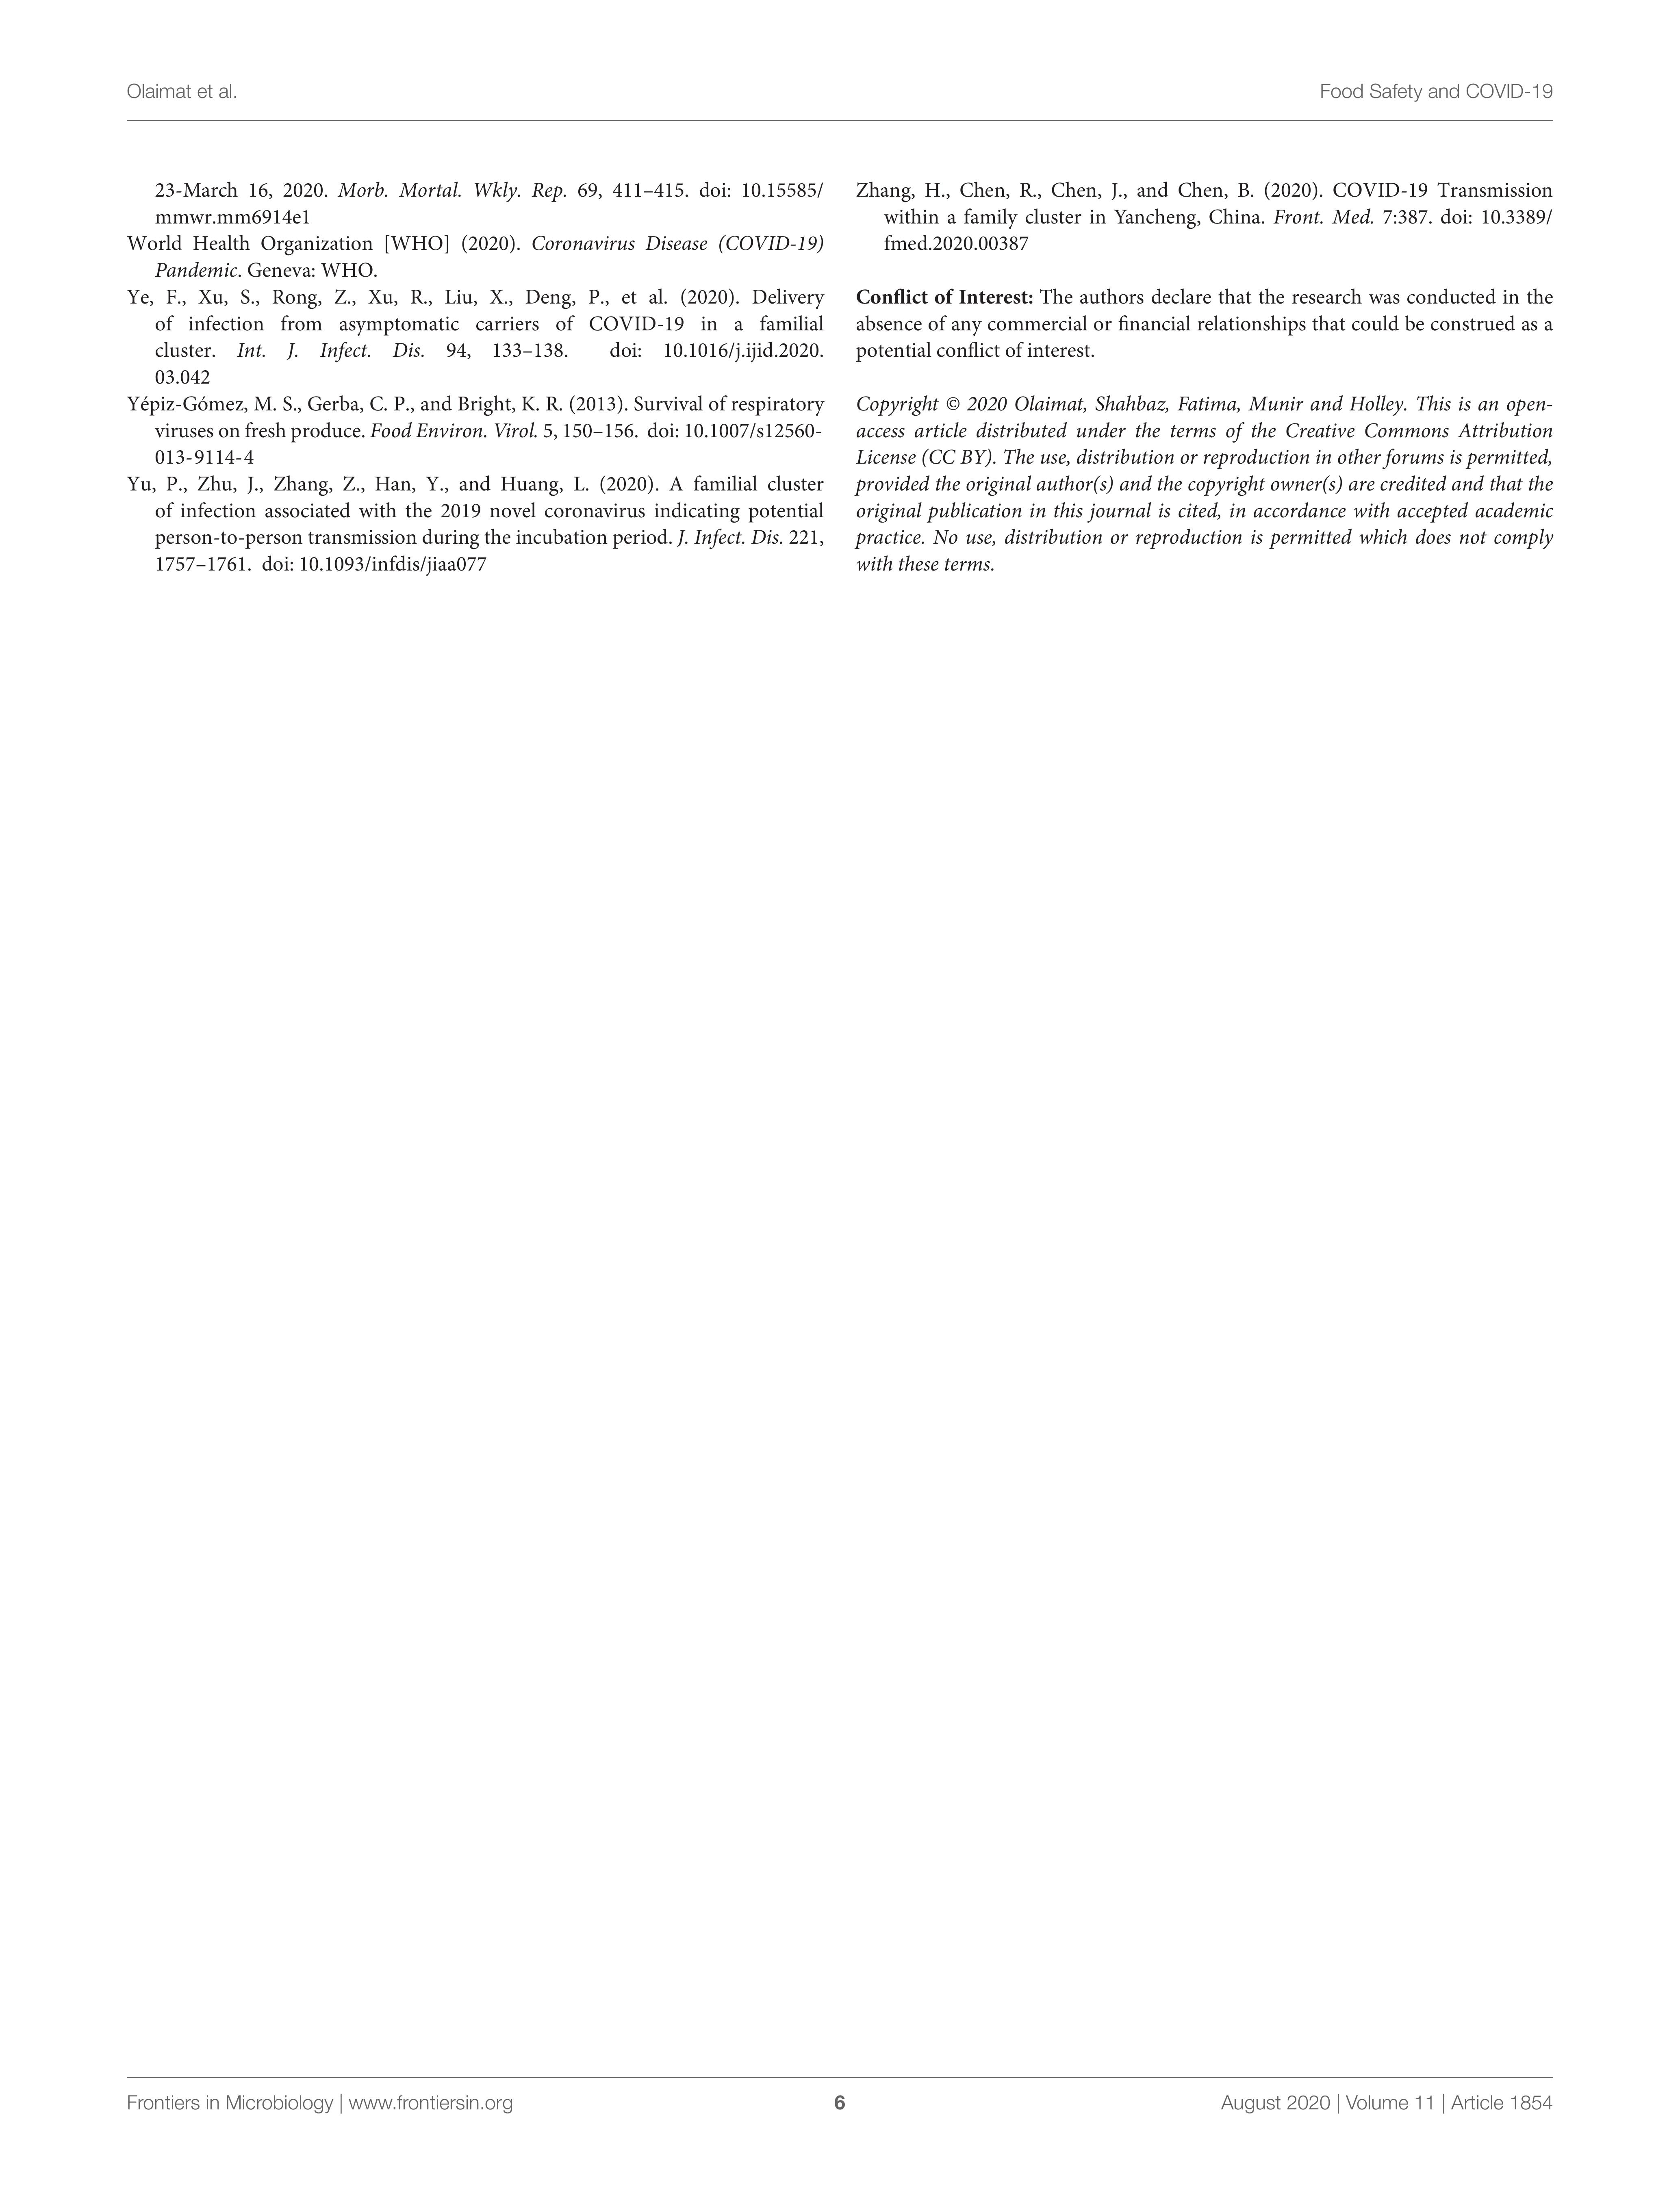 Olaimat et al.
Food Safety and COVID-19
23-March 16, 2020. Morb. Mortal. Wkly. Rep. 69, 411–415. doi: 10.15585/
mmwr.mm6914e1
World Health Organization [WHO] (2020). Coronavirus Disease (COVID-19)
Pandemic. Geneva: WHO.
Ye, F., Xu, S., Rong, Z., Xu, R., Liu, X., Deng, P., et al. (2020). Delivery
of infection from asymptomatic carriers of COVID-19 in a familial
cluster. Int. J. Infect. Dis. 94, 133–138. doi: 10.1016/j.ijid.2020.
03.042
Yépiz-Gómez, M. S., Gerba, C. P., and Bright, K. R. (2013). Survival of respiratory
viruses on fresh produce. Food Environ. Virol. 5, 150–156. doi: 10.1007/s12560-
013-9114-4
Yu, P., Zhu, J., Zhang, Z., Han, Y., and Huang, L. (2020). A familial cluster
of infection associated with the 2019 novel coronavirus indicating potential
person-to-person transmission during the incubation period. J. Infect. Dis. 221,
1757–1761. doi: 10.1093/infdis/jiaa077
Zhang, H., Chen, R., Chen, J., and Chen, B. (2020). COVID-19 Transmission
within a family cluster in Yancheng, China. Front. Med. 7:387. doi: 10.3389/
fmed.2020.00387
Conflict of Interest: The authors declare that the research was conducted in the
absence of any commercial or financial relationships that could be construed as a
potential conflict of interest.
Copyright © 2020 Olaimat, Shahbaz, Fatima, Munir and Holley. This is an open-
access article distributed under the terms of the Creative Commons Attribution
License (CC BY). The use, distribution or reproduction in other forums is permitted,
provided the original author(s) and the copyright owner(s) are credited and that the
original publication in this journal is cited, in accordance with accepted academic
practice. No use, distribution or reproduction is permitted which does not comply
with these terms.
Frontiers in Microbiology | www.frontiersin.org
6
August 2020 | Volume 11 | Article 1854